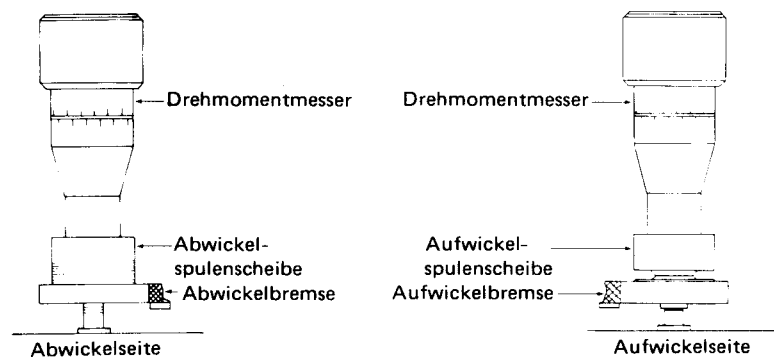 Drehmomentmesser
Abwickel-
spulenscheibe
Abwickelbremse
Abwickelseite
Drehmomentmesser
Aufwickel-
spulenscheibe
Aufwickelbremse
Aufwickelseite